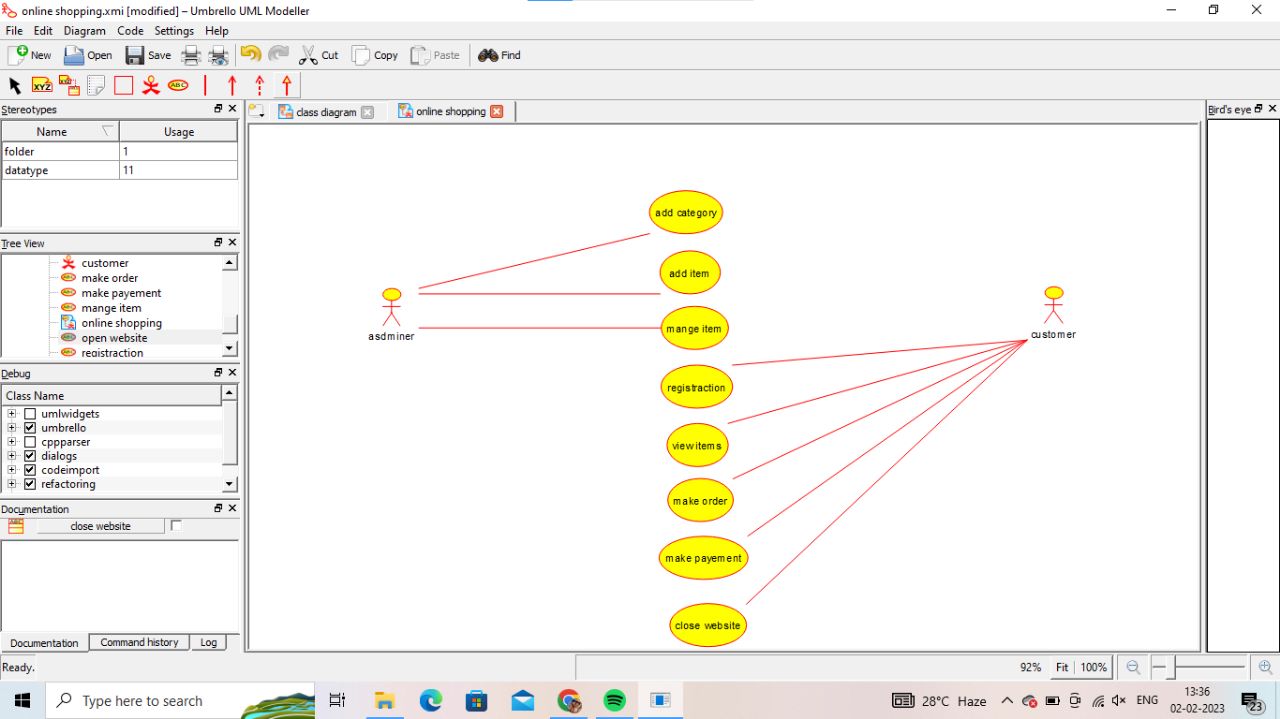 online shopping.xmi [modified] – Umbrello UML Modeller
File Edit Diagram Code Settings Help
New Open Save Cut Copy Paste Find
XYZ ABC
Stereotypes
Name Usage
folder 1
datatype 11
class diagram online shopping
Bird's eye
Tree View
customer
make order
make payement
mange item
online shopping
open website
registraction
Debug
Class Name
umlwidgets
umbrello
cppparser
dialogs
codeimport
refactoring
Documentation
close website
Documentation Command history Log
add category
add item
mange item
asdminer
customer
registraction
view items
make order
make payement
close website
Ready.
92% Fit 100%
Type here to search
28°C Haze
ENG
3:36
02-02-2023
23